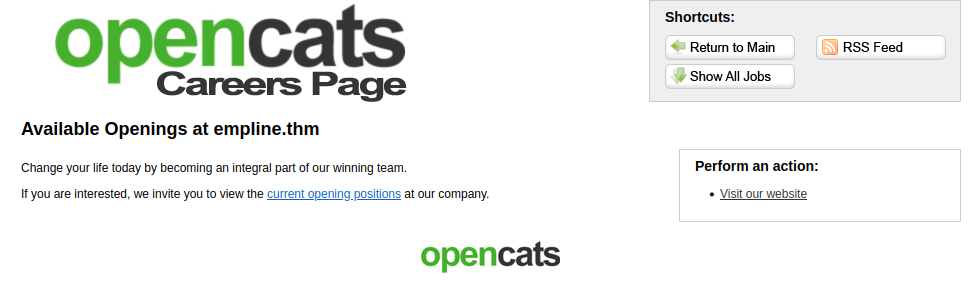 opencats
Careers Page
Shortcuts:
Return to Main
RSS Feed
Show All Jobs
Available Openings at empline.thm
Change your life today by becoming an integral part of our winning team.
If you are interested, we invite you to view the current opening positions at our company.
Perform an action:
• Visit our website
opencats